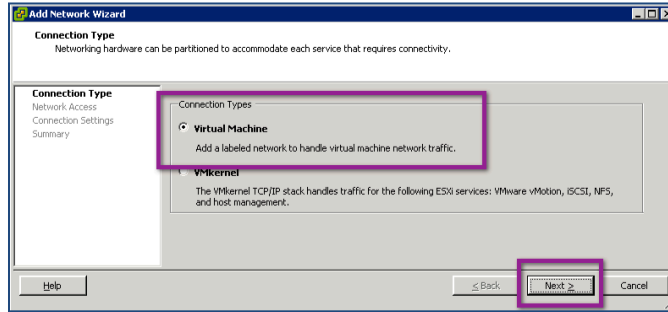 Add Network Wizard
Connection Type
Networking hardware can be partitioned to accommodate each service that requires connectivity.
Connection Type
Network Access
Connection Settings
Summary
Connection Types
Virtual Machine
Add a labeled network to handle virtual machine network traffic.
VMkernel
The VMkernel TCP/IP stack handles traffic for the following ESXi services: VMware vMotion, iSCSI, NFS,
and host management.
Help
< Back
Next >
Cancel